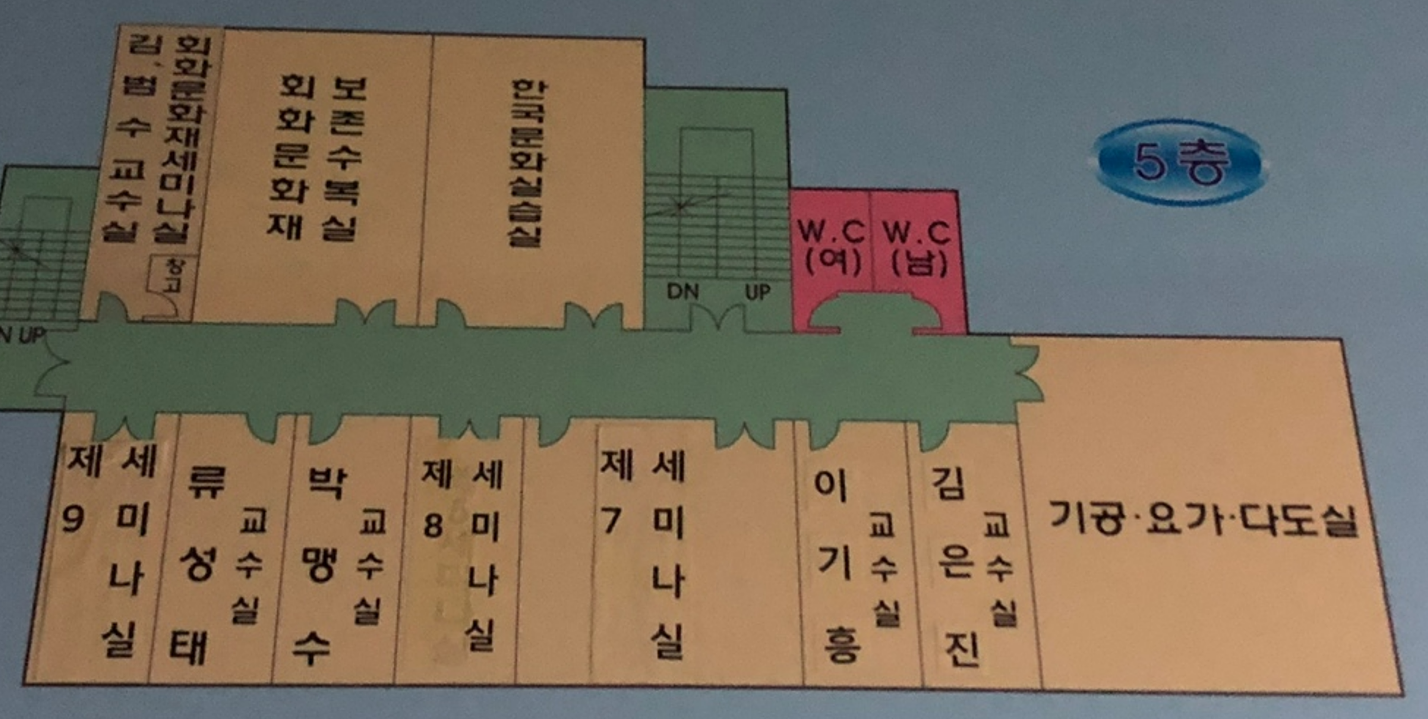 5층
회화문화재세미나실
김범수교수실
창고
회화문화재
보존수복실
한국문화실습실
DN UP
W.C
(여)
W.C
(남)
N UP
제9
세미나실
류성태
교수실
박맹수
교수실
제8
세미나실
제7
세미나실
이기흥
교수실
김은진
교수실
기공·요가·다도실